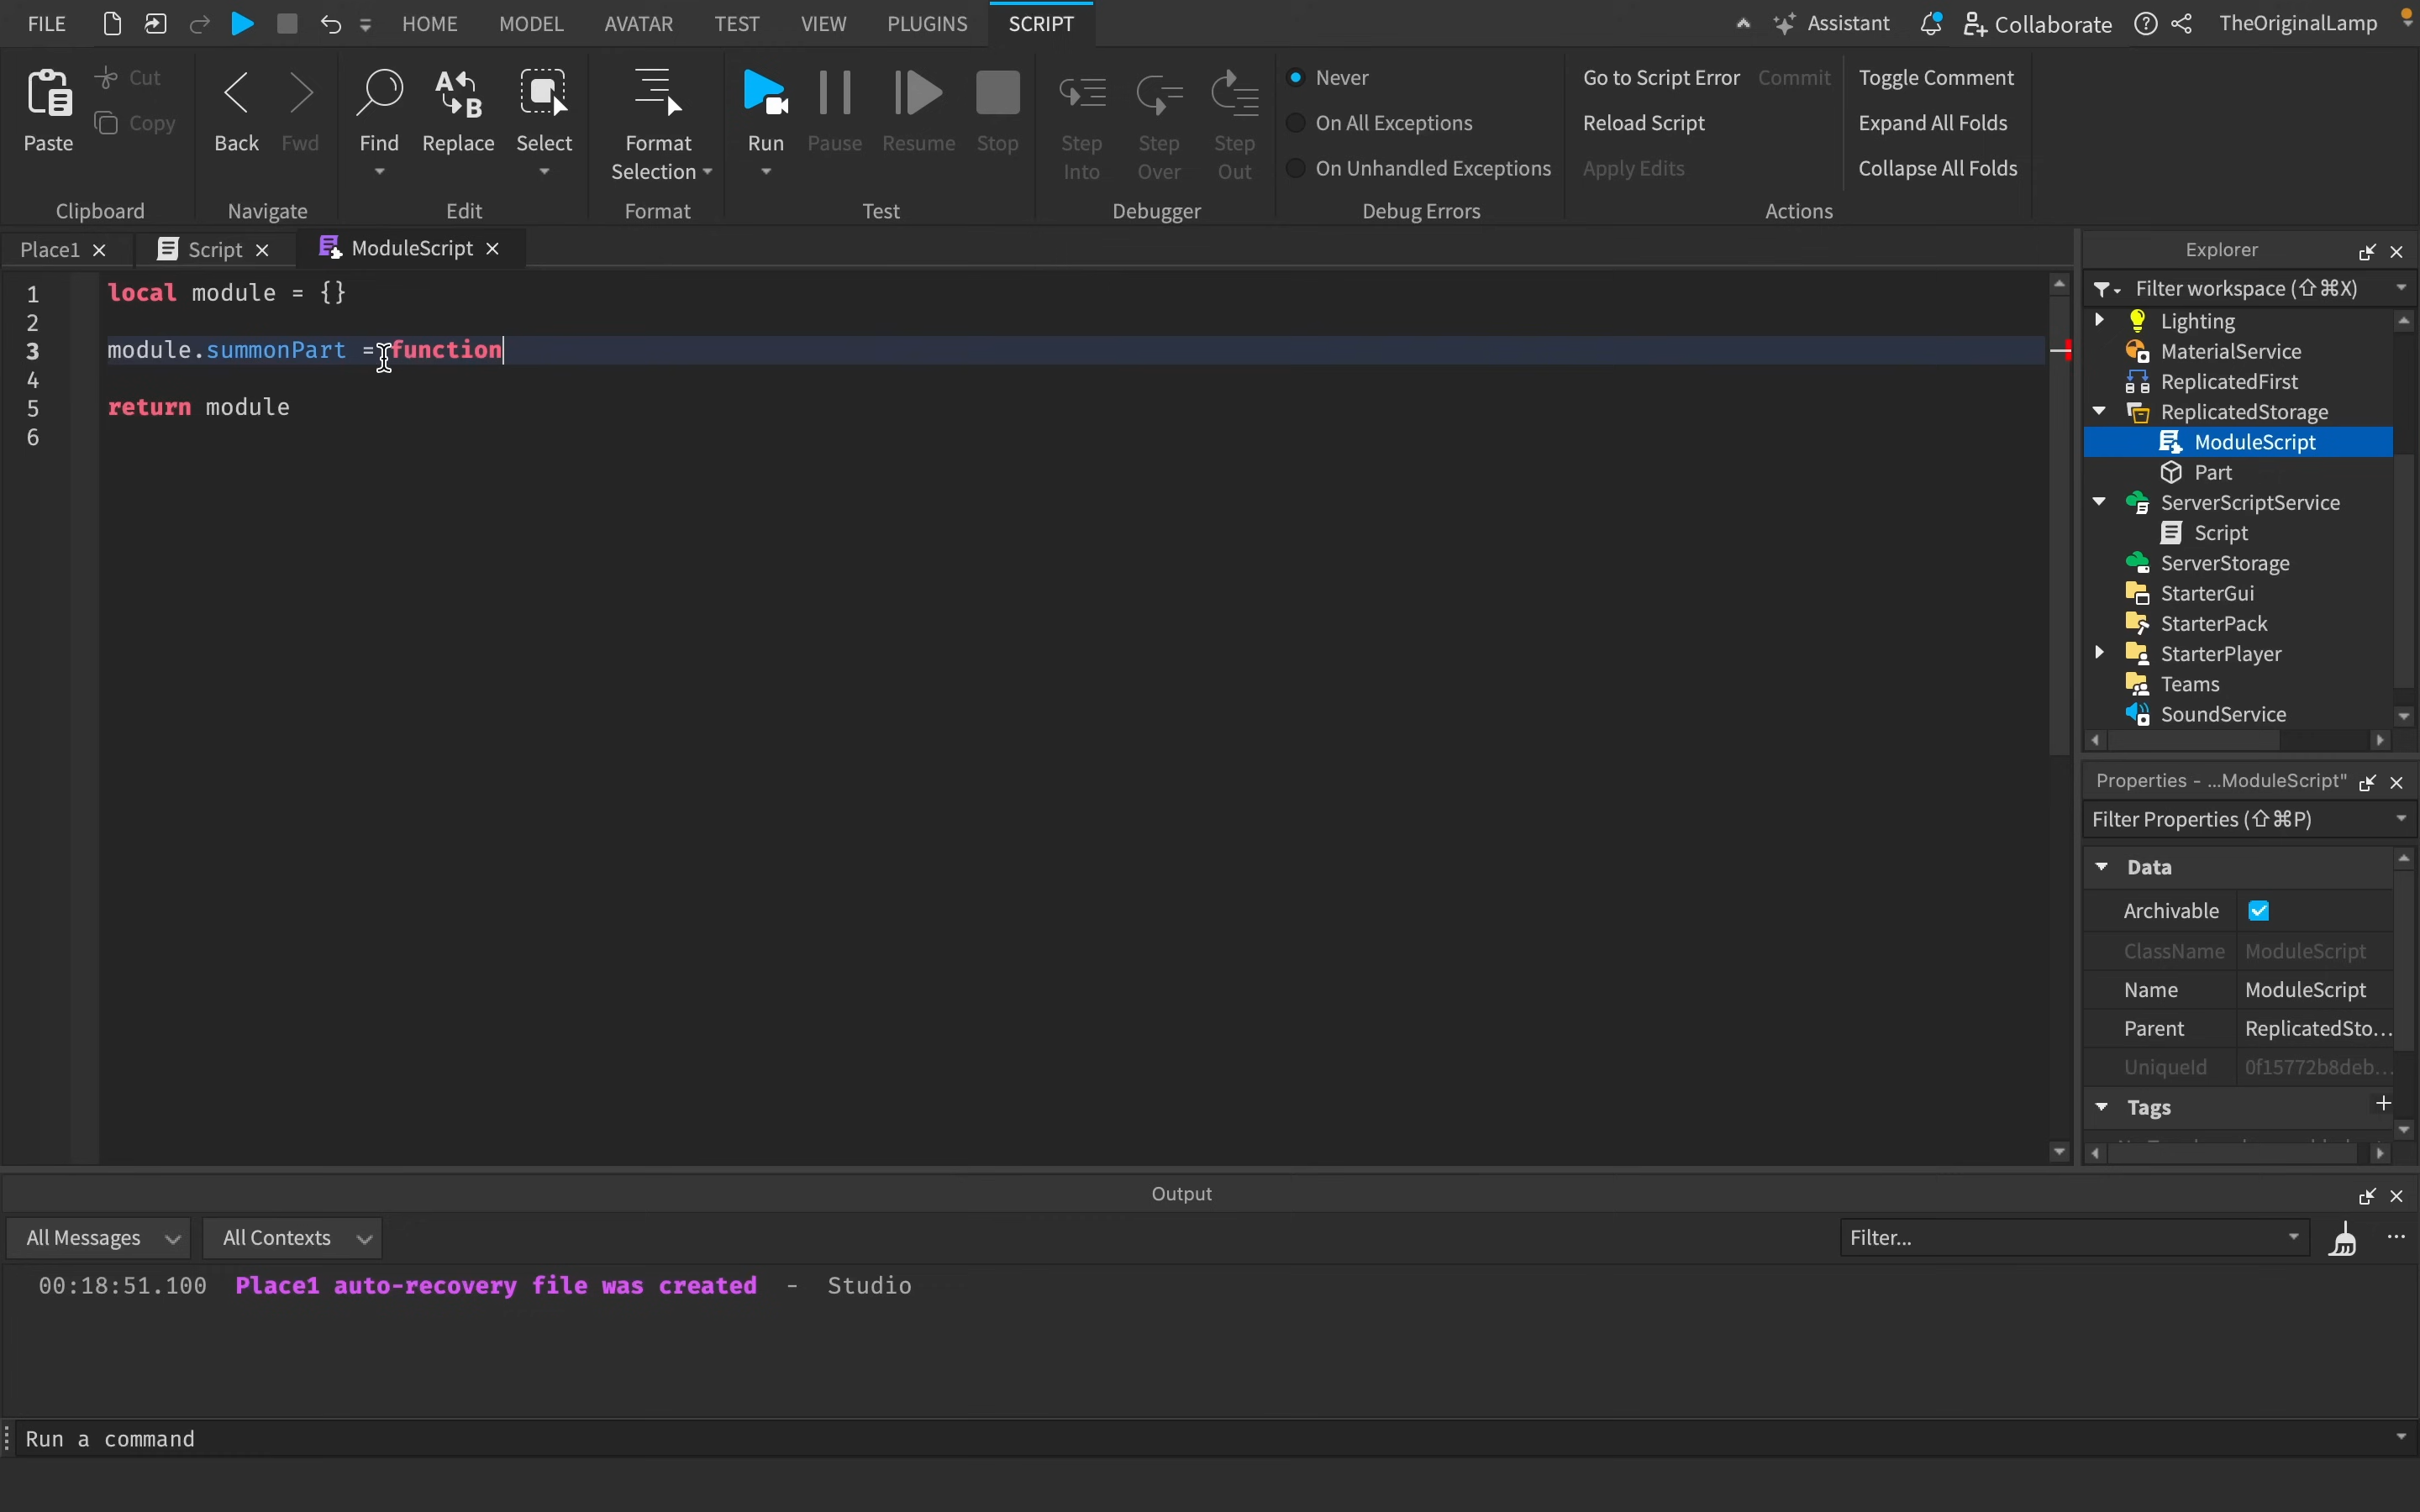 FILE HOME MODEL AVATAR TEST VIEW PLUGINS SCRIPT Assistant Collaborate TheOriginalLamp
Paste Cut Copy
Clipboard
Back Fwd
Navigate
Find Replace Select
Edit
Format Selection
Format
Run Pause Resume Stop
Test
Step Into Step Over Step Out
Debugger
Never
On All Exceptions
On Unhandled Exceptions
Debug Errors
Go to Script Error Commit
Reload Script
Apply Edits
Toggle Comment
Expand All Folds
Collapse All Folds
Actions
Place1 Script ModuleScript
1 local module = {}
2
3 module.summonPart = function
4
5 return module
6
Explorer
Filter workspace (⇧⌘X)
Lighting
MaterialService
ReplicatedFirst
ReplicatedStorage
ModuleScript
Part
ServerScriptService
Script
ServerStorage
StarterGui
StarterPack
StarterPlayer
Teams
SoundService
Properties - ...ModuleScript"
Filter Properties (⇧⌘P)
Data
Archivable
ClassName ModuleScript
Name ModuleScript
Parent ReplicatedSto...
UniqueId 0f15772b8deb...
Tags
Output
All Messages All Contexts Filter...
00:18:51.100 Place1 auto-recovery file was created - Studio
Run a command